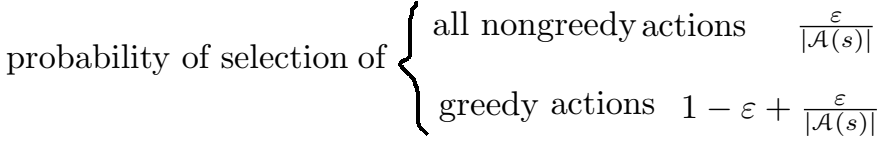 all nongreedy actions ε/|𝒜(s)|
probability of selection of {
greedy actions 1 − ε + ε/|𝒜(s)|